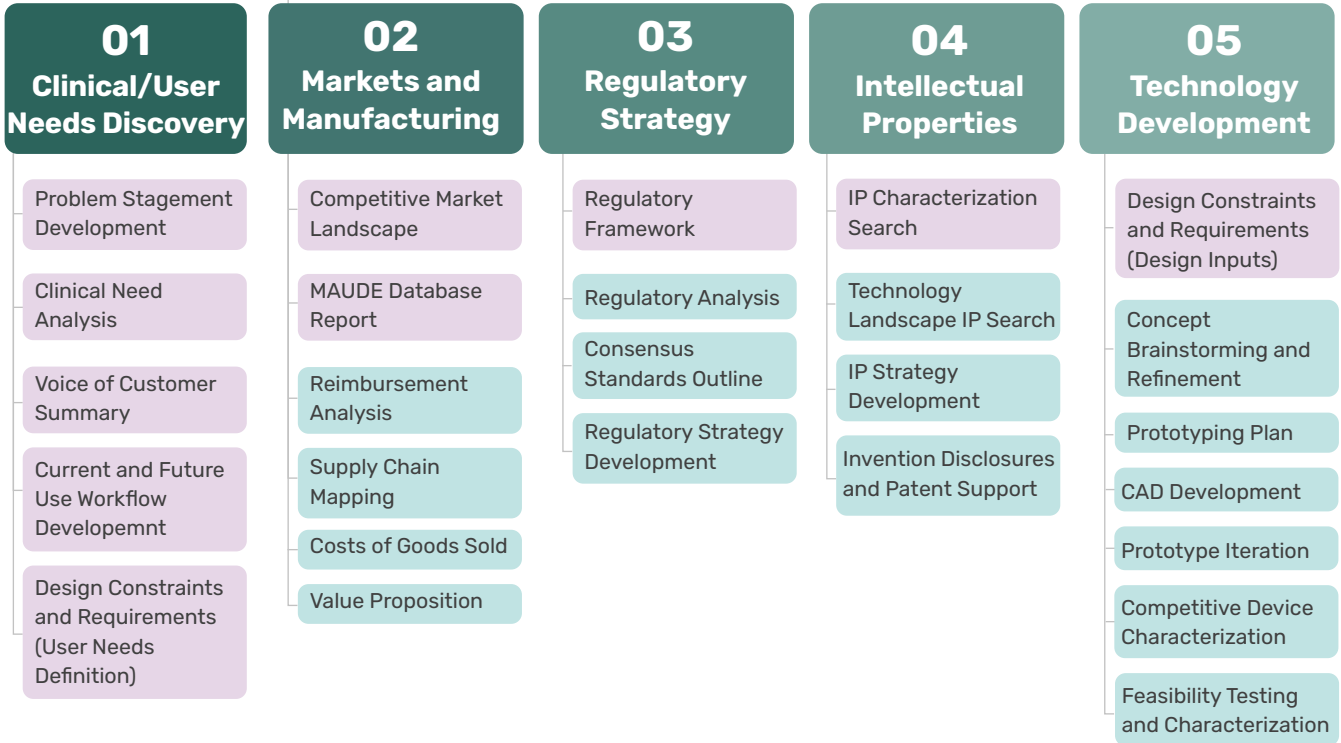 01
Clinical/User
Needs Discovery
Problem Stagement
Development
Clinical Need
Analysis
Voice of Customer
Summary
Current and Future
Use Workflow
Developemnt
Design Constraints
and Requirements
(User Needs
Definition)
02
Markets and
Manufacturing
Competitive Market
Landscape
MAUDE Database
Report
Reimbursement
Analysis
Supply Chain
Mapping
Costs of Goods Sold
Value Proposition
03
Regulatory
Strategy
Regulatory
Framework
Regulatory Analysis
Consensus
Standards Outline
Regulatory Strategy
Development
04
Intellectual
Properties
IP Characterization
Search
Technology
Landscape IP Search
IP Strategy
Development
Invention Disclosures
and Patent Support
05
Technology
Development
Design Constraints
and Requirements
(Design Inputs)
Concept
Brainstorming and
Refinement
Prototyping Plan
CAD Development
Prototype Iteration
Competitive Device
Characterization
Feasibility Testing
and Characterization